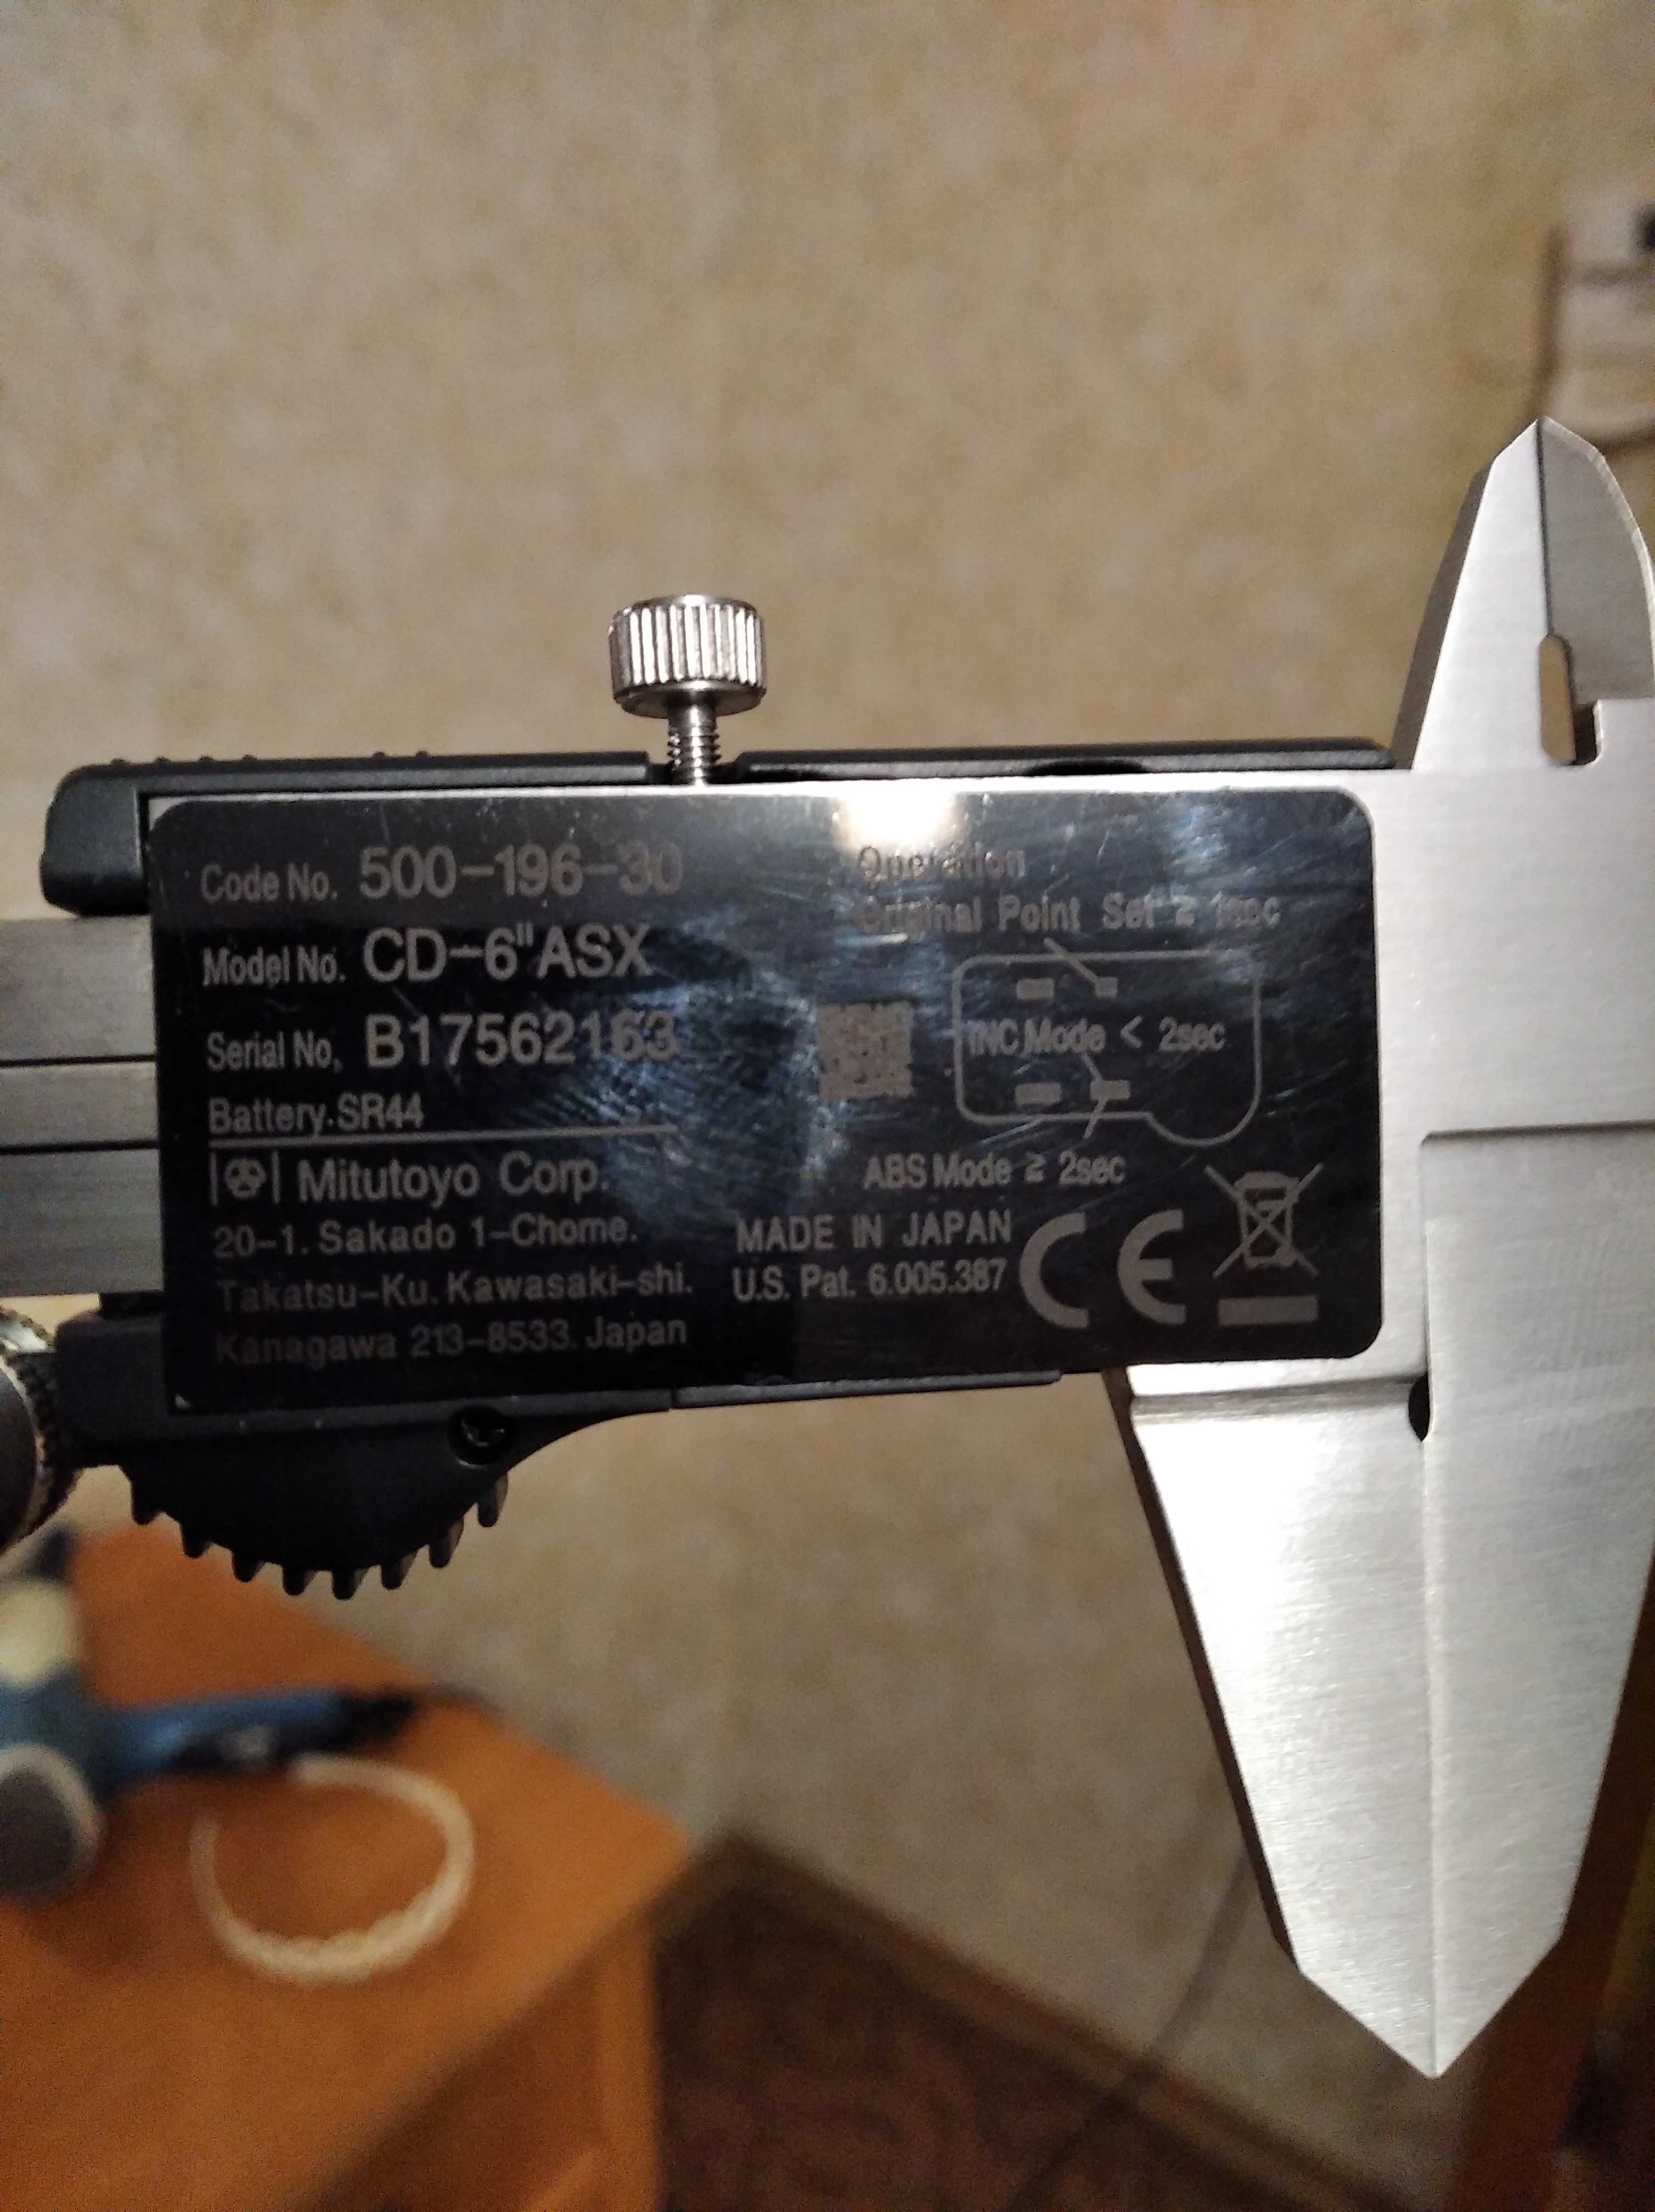 Code No. 500-196-30
Model No. CD-6"ASX
Serial No. B17562163
Battery.SR44
Mitutoyo Corp.
20-1. Sakado 1-Chome.
Takatsu-Ku. Kawasaki-shi.
Kanagawa 213-8533. Japan
Operation
Original Point Set ≥ 1sec
INC Mode < 2sec
ABS Mode ≥ 2sec
MADE IN JAPAN
U.S. Pat. 6.005.387
CE